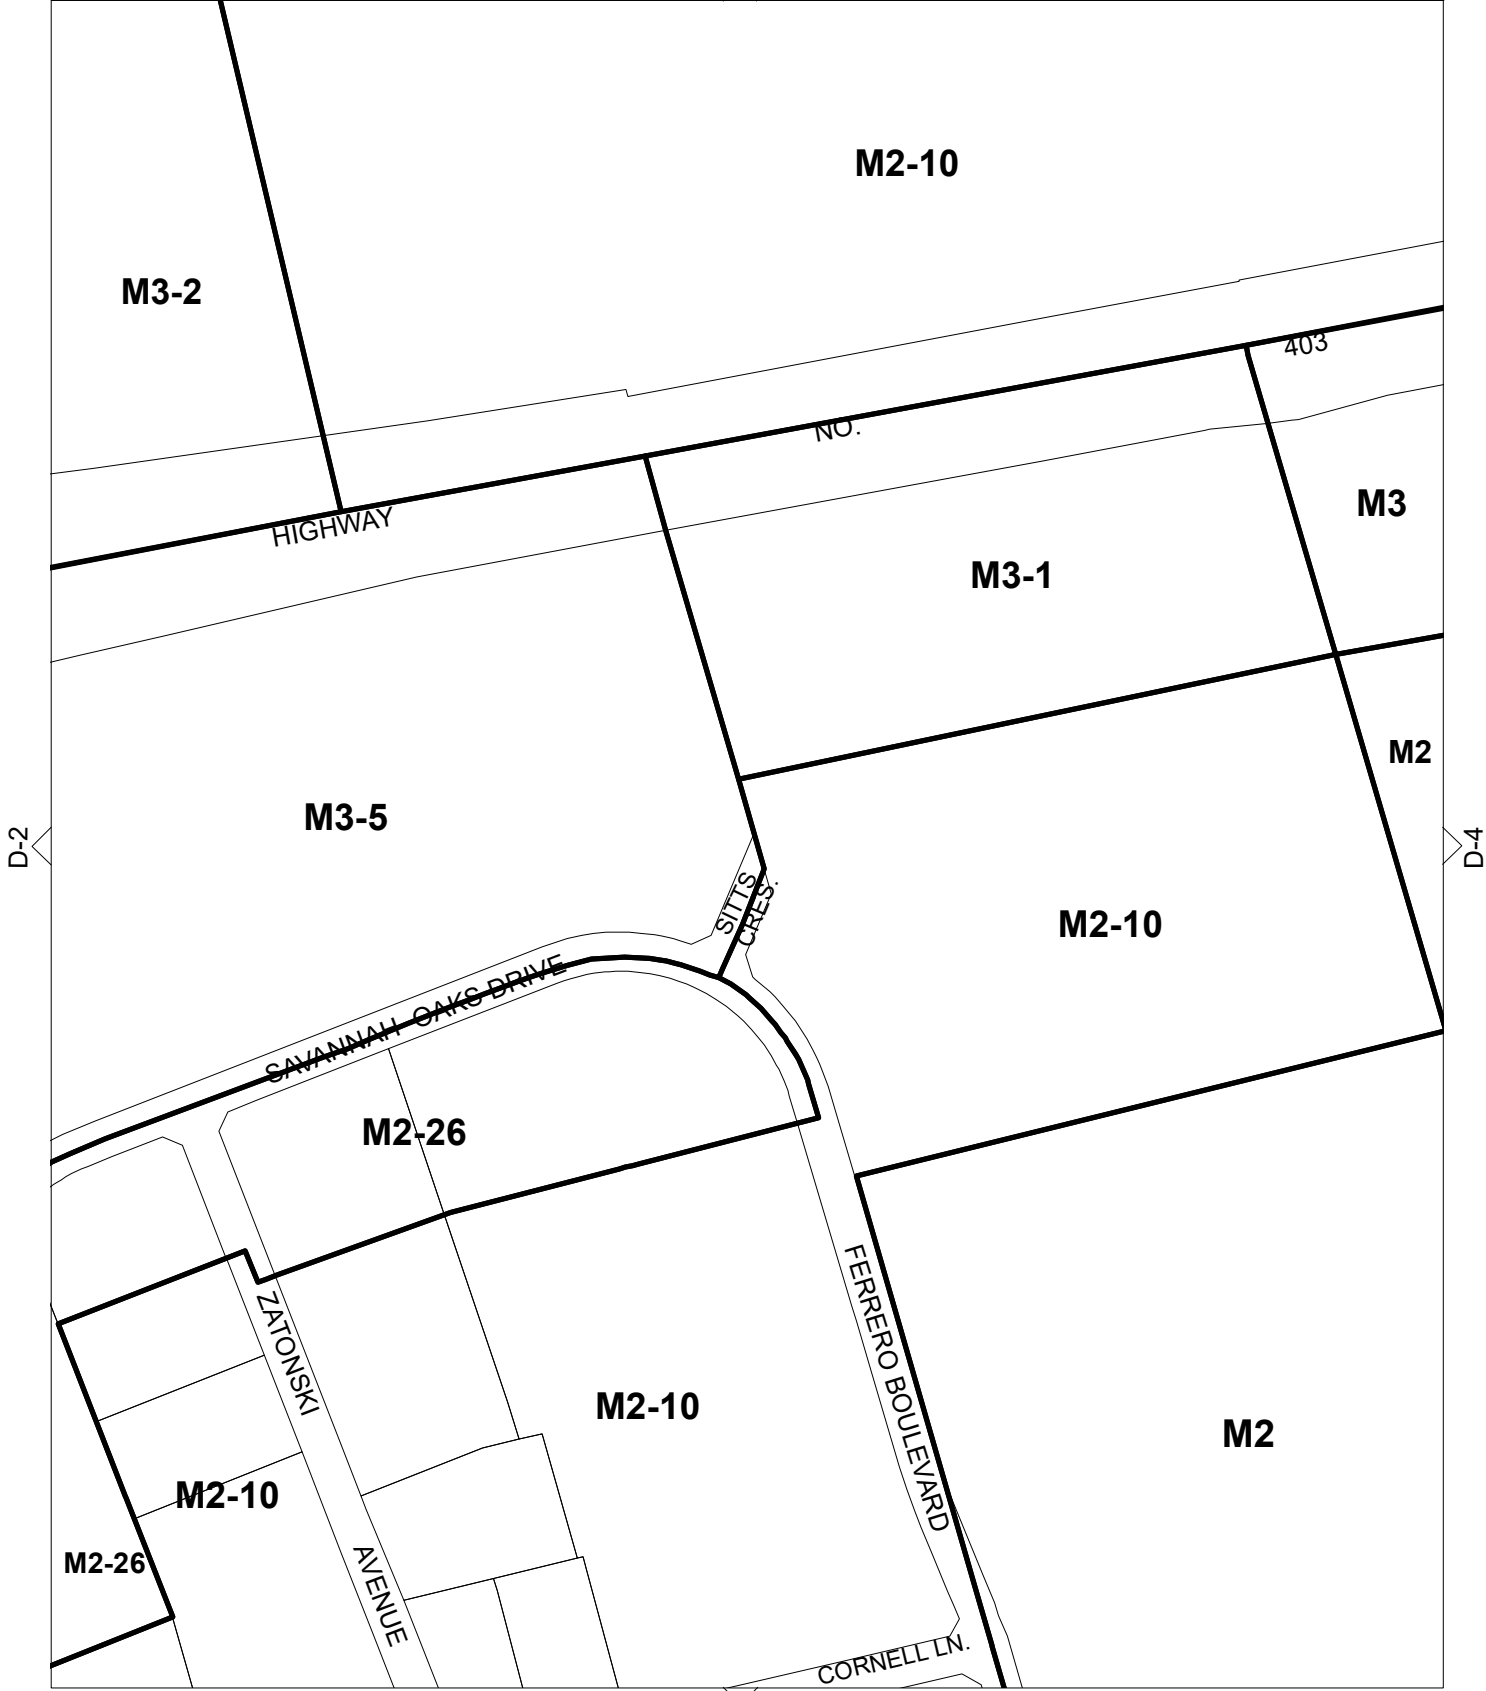 M2-10
M3-2
403
NO.
HIGHWAY
M3
M3-1
M2
M3-5
D-2
D-4
SITTS
CRES.
M2-10
SAVANNAH OAKS DRIVE
M2-26
FERRERO BOULEVARD
ZATONSKI
M2-10
M2
M2-10
M2-26
AVENUE
CORNELL LN.